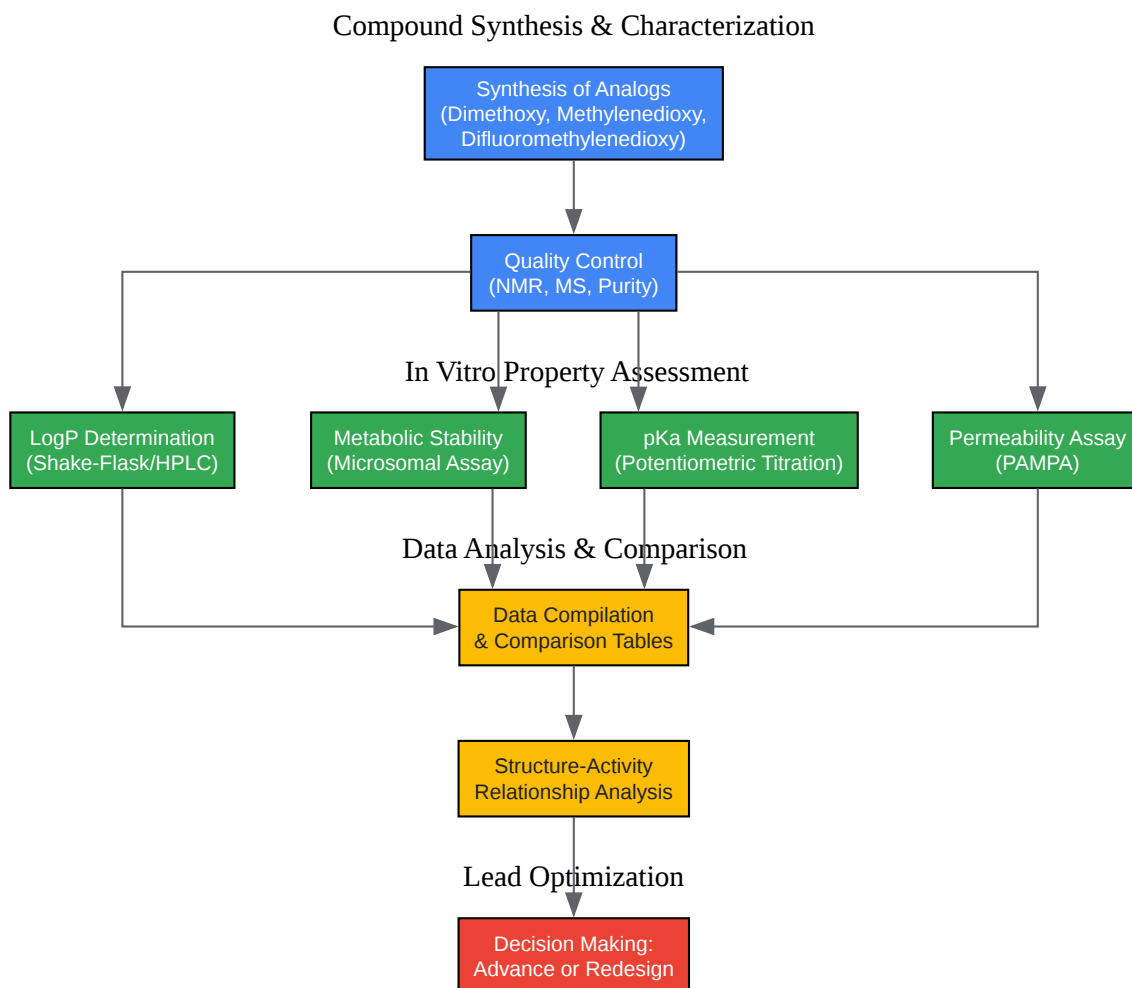 Compound Synthesis & Characterization
Synthesis of Analogs
(Dimethoxy, Methylenedioxy,
Difluoromethylenedioxy)
Quality Control
(NMR, MS, Purity)
In Vitro Property Assessment
LogP Determination
(Shake-Flask/HPLC)
Metabolic Stability
(Microsomal Assay)
pKa Measurement
(Potentiometric Titration)
Permeability Assay
(PAMPA)
Data Analysis & Comparison
Data Compilation
& Comparison Tables
Structure-Activity
Relationship Analysis
Lead Optimization
Decision Making:
Advance or Redesign